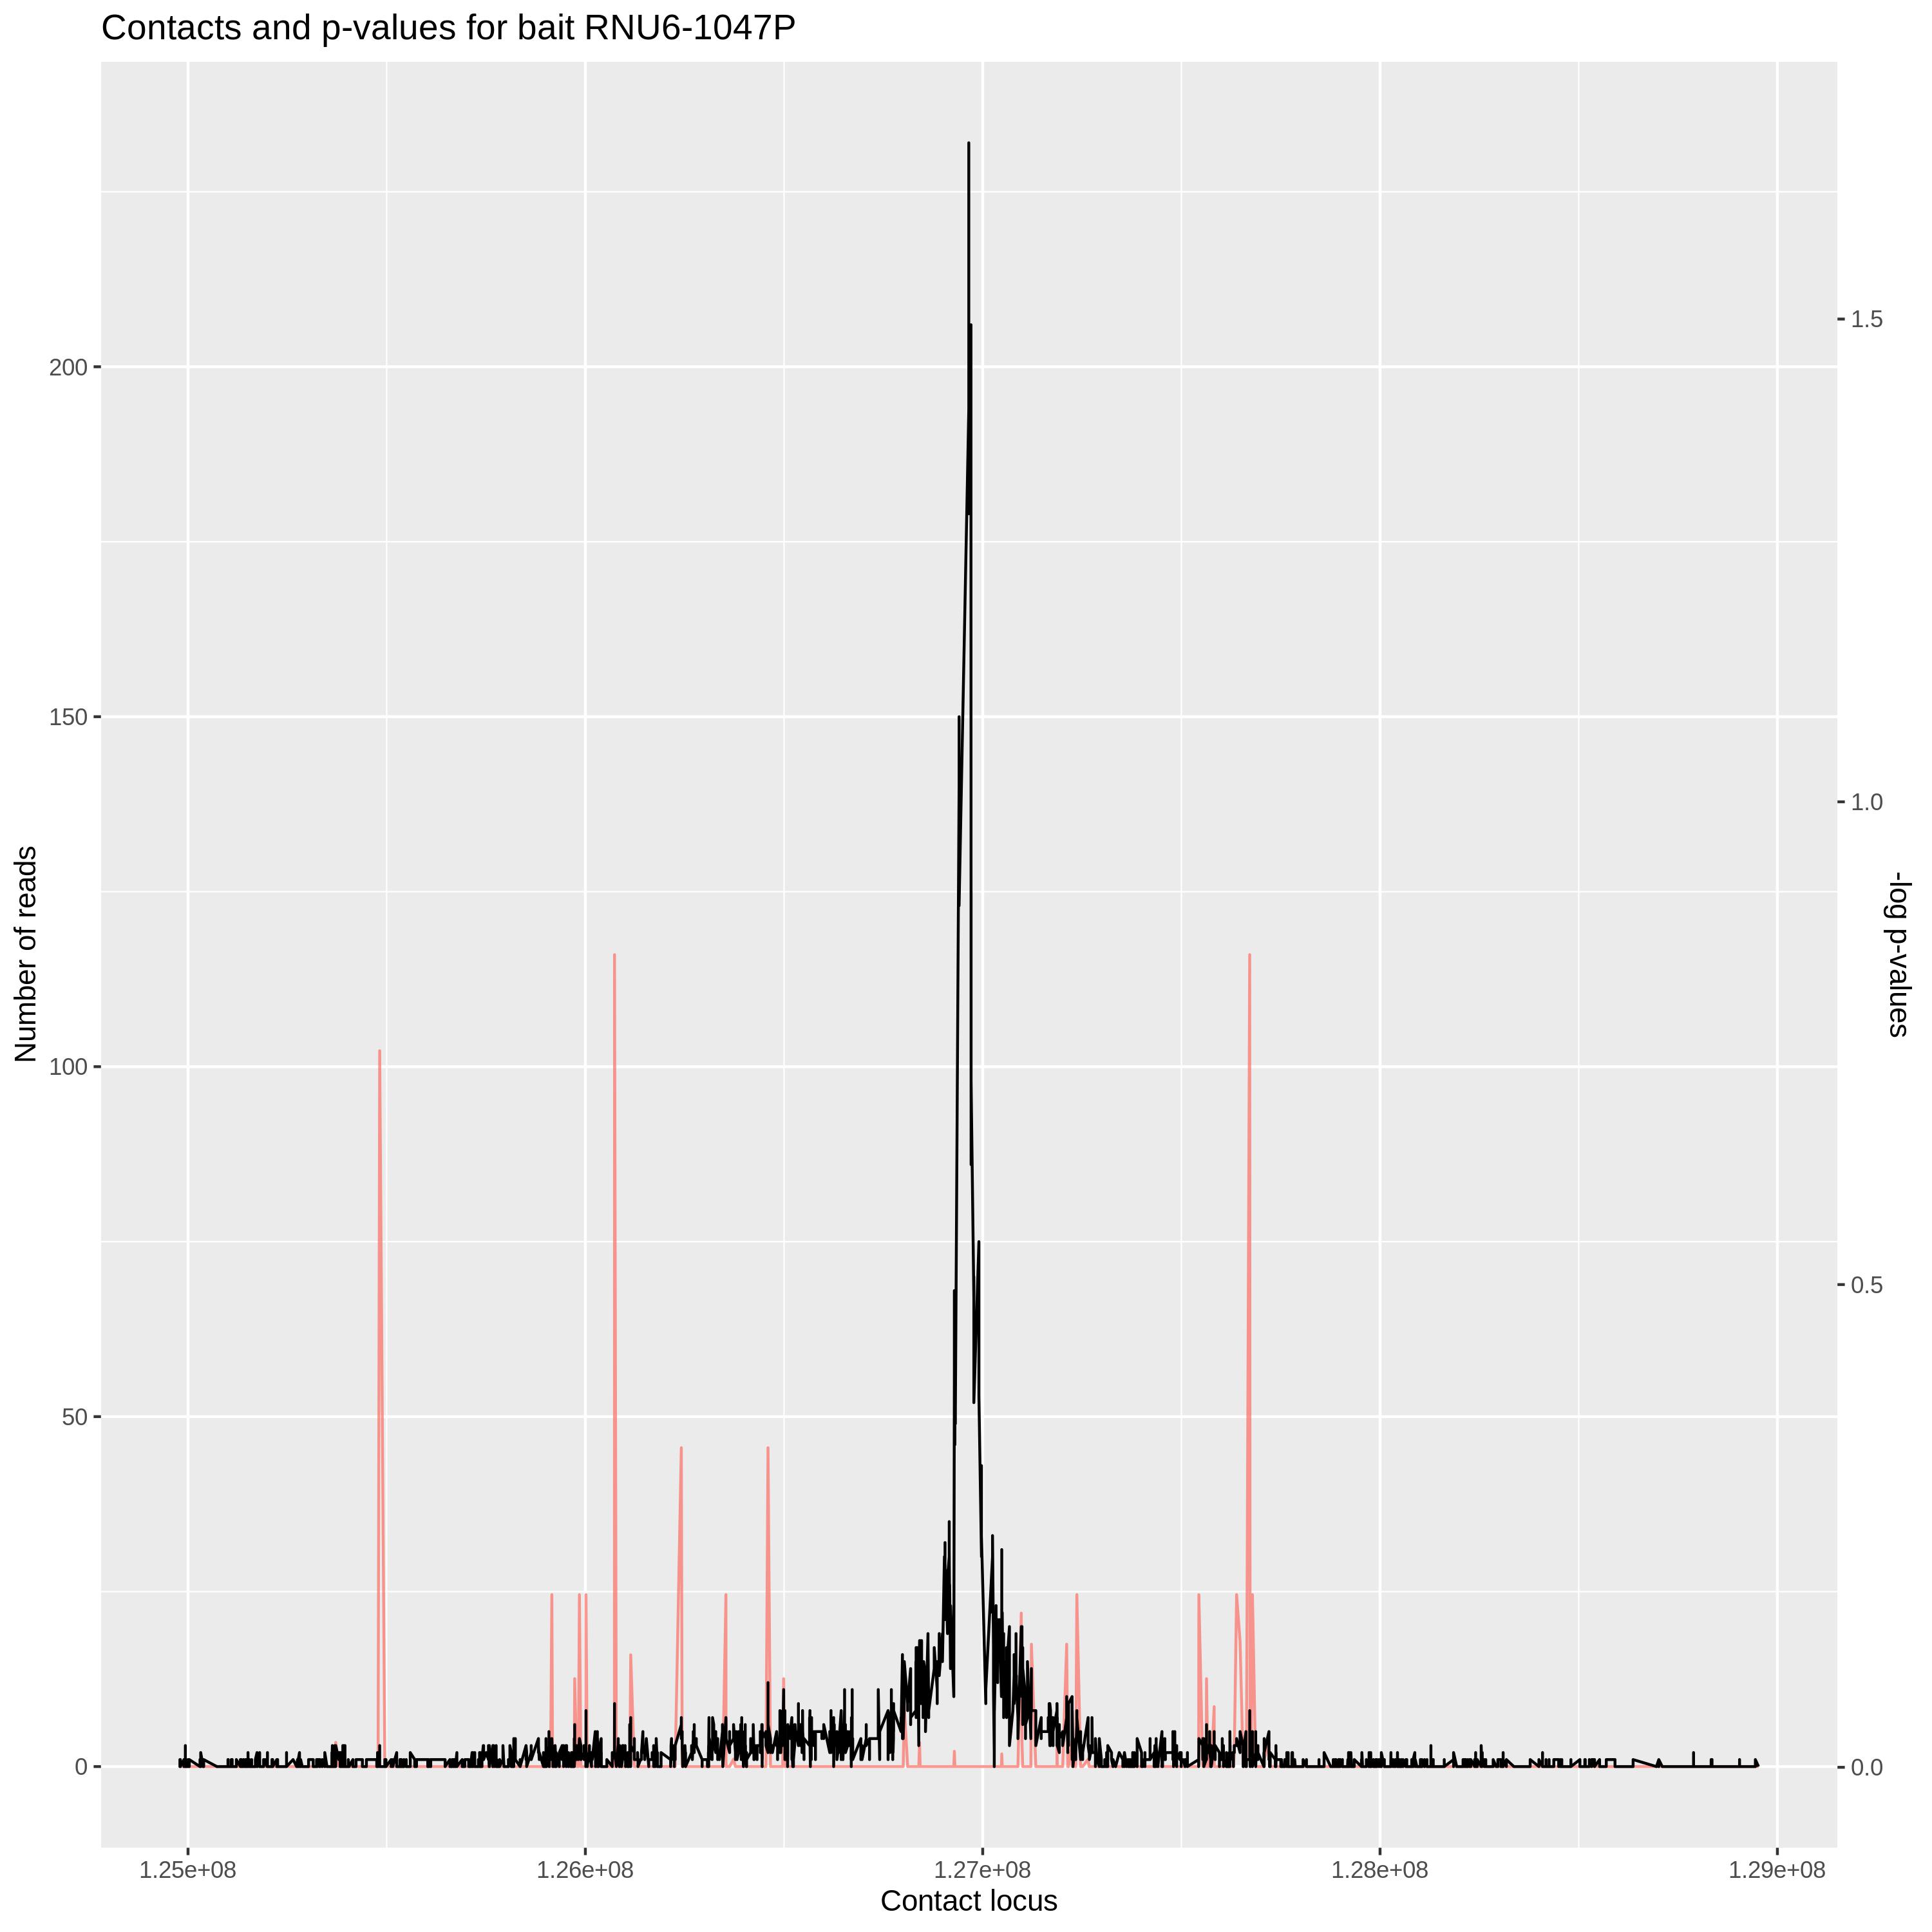 Contacts and p-values for bait RNU6-1047P
Number of reads
200
150
100
50
0
1.5
1.0
0.5
0.0
-log p-values
1.25e+08
1.26e+08
1.27e+08
1.28e+08
1.29e+08
Contact locus